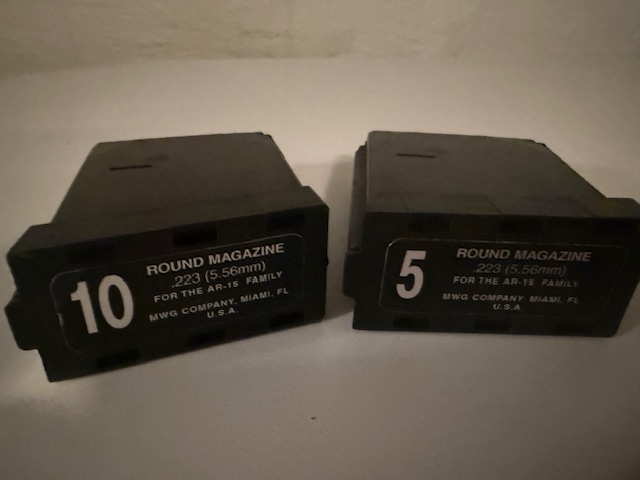 10
ROUND MAGAZINE
.223 (5.56mm)
FOR THE AR-15 FAMILY
MWG COMPANY, MIAMI, FL
U.S.A.
5
ROUND MAGAZINE
.223 (5.56mm)
FOR THE AR-15 FAMILY
MWG COMPANY, MIAMI, FL
U.S.A